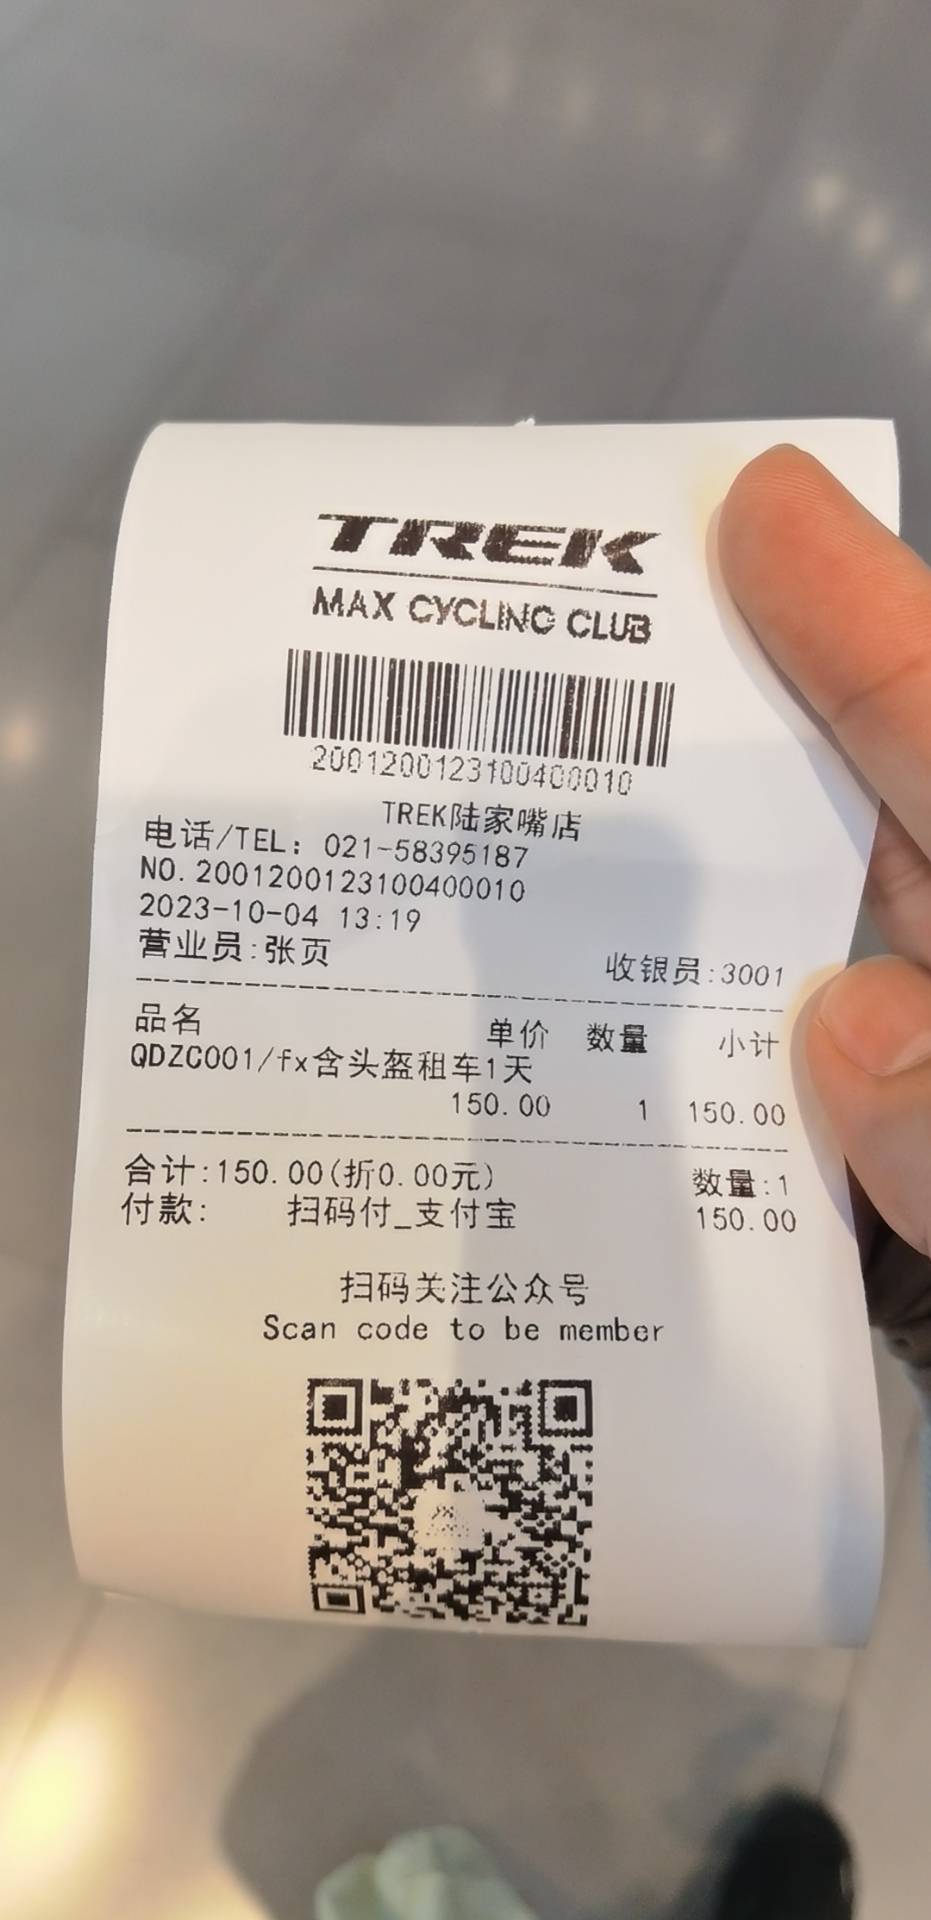 TREK
MAX CYCLING CLUB
2001200123100400010
TREK陆家嘴店
电话/TEL: 021-58395187
NO.2001200123100400010
2023-10-04 13:19
营业员:张页 收银员:3001
品名 单价 数量 小计
QDZC001/fx含头盔租车1天
150.00 1 150.00
合计:150.00(折0.00元) 数量:1
付款: 扫码付_支付宝 150.00
扫码关注公众号
Scan code to be member